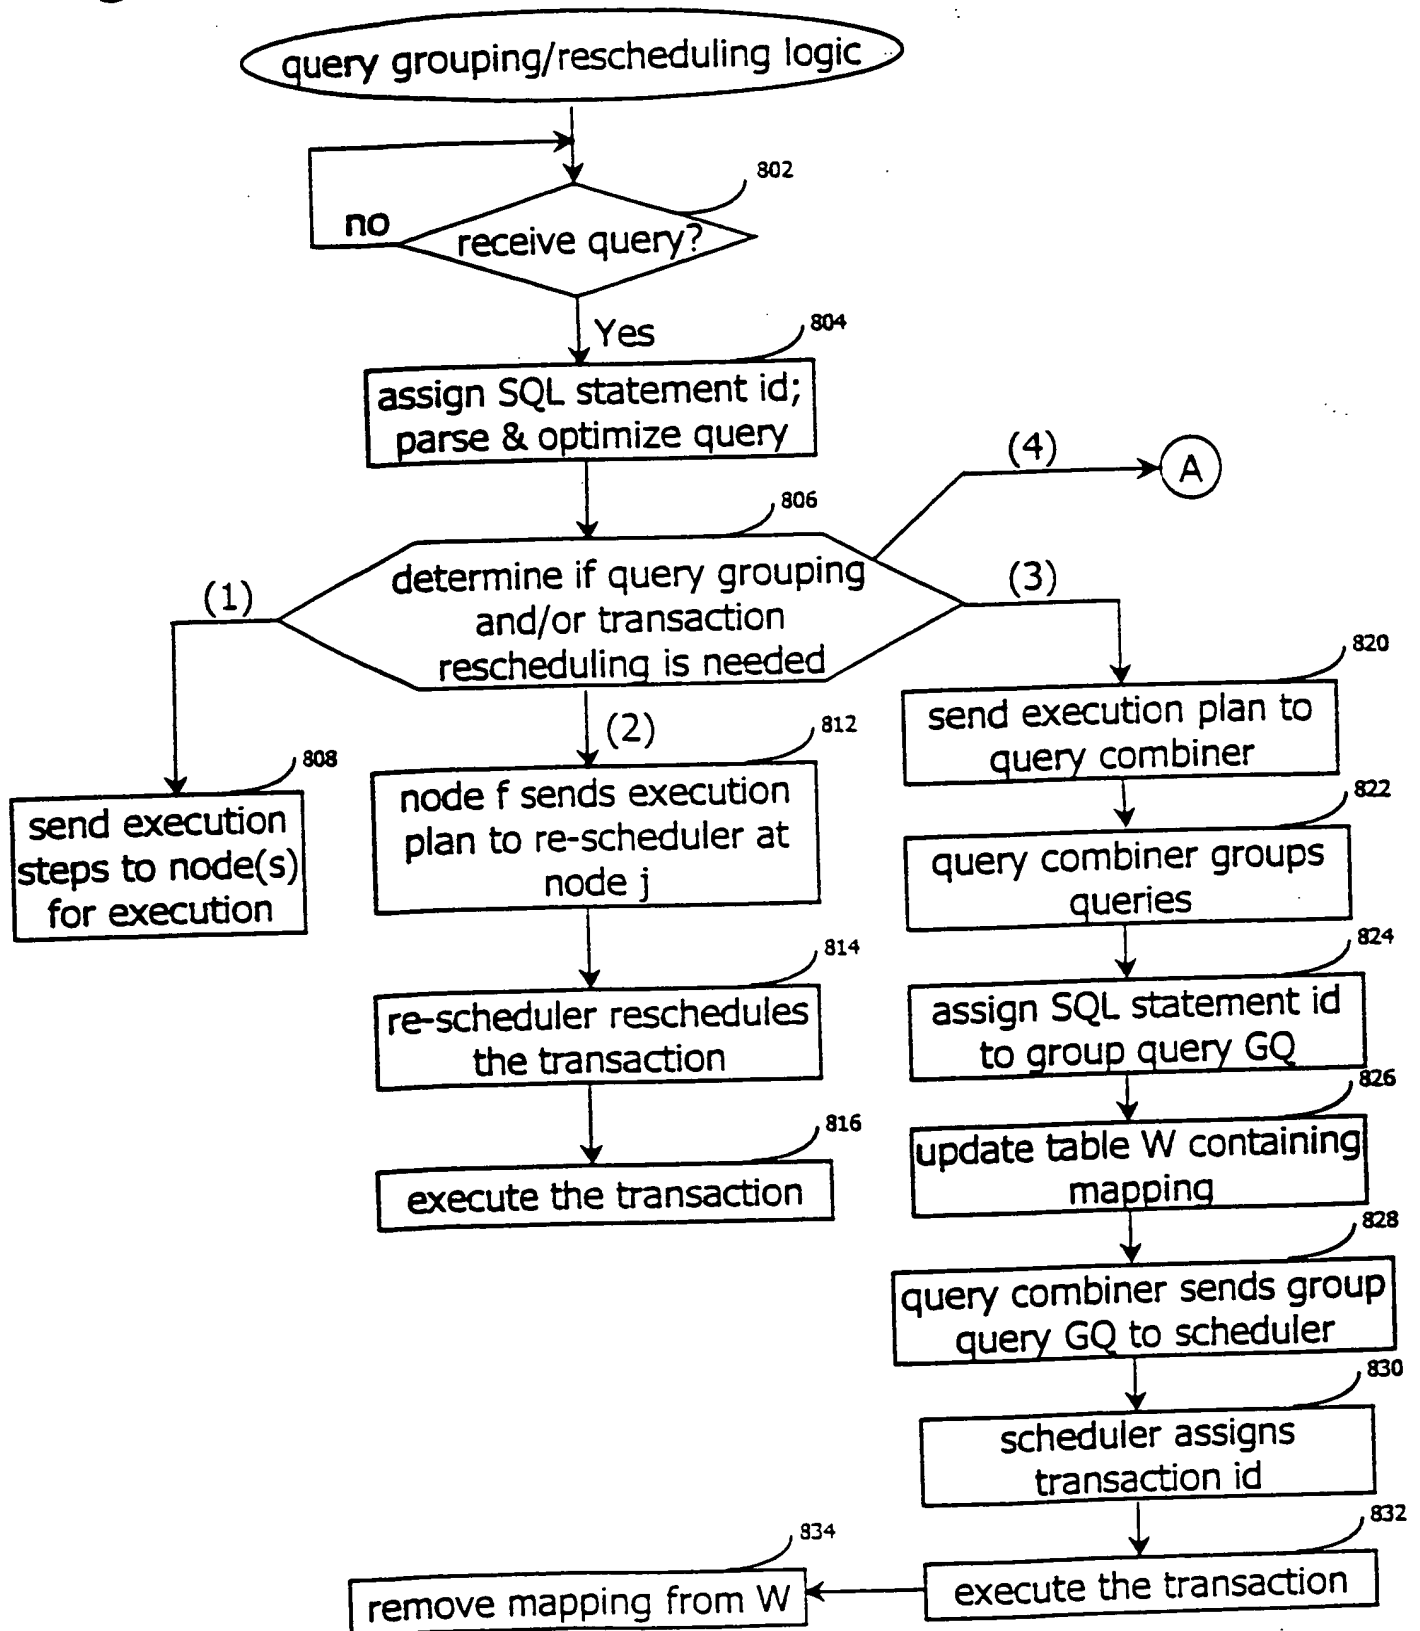 query grouping/rescheduling logic
802
no
receive query?
Yes
804
assign SQL statement id;
parse & optimize query
(4)
A
806
determine if query grouping
and/or transaction
rescheduling is needed
(1)
(3)
(2)
808
send execution
steps to node(s)
for execution
812
node f sends execution
plan to re-scheduler at
node j
814
re-scheduler reschedules
the transaction
816
execute the transaction
820
send execution plan to
query combiner
822
query combiner groups
queries
824
assign SQL statement id
to group query GQ
826
update table W containing
mapping
828
query combiner sends group
query GQ to scheduler
830
scheduler assigns
transaction id
832
execute the transaction
834
remove mapping from W